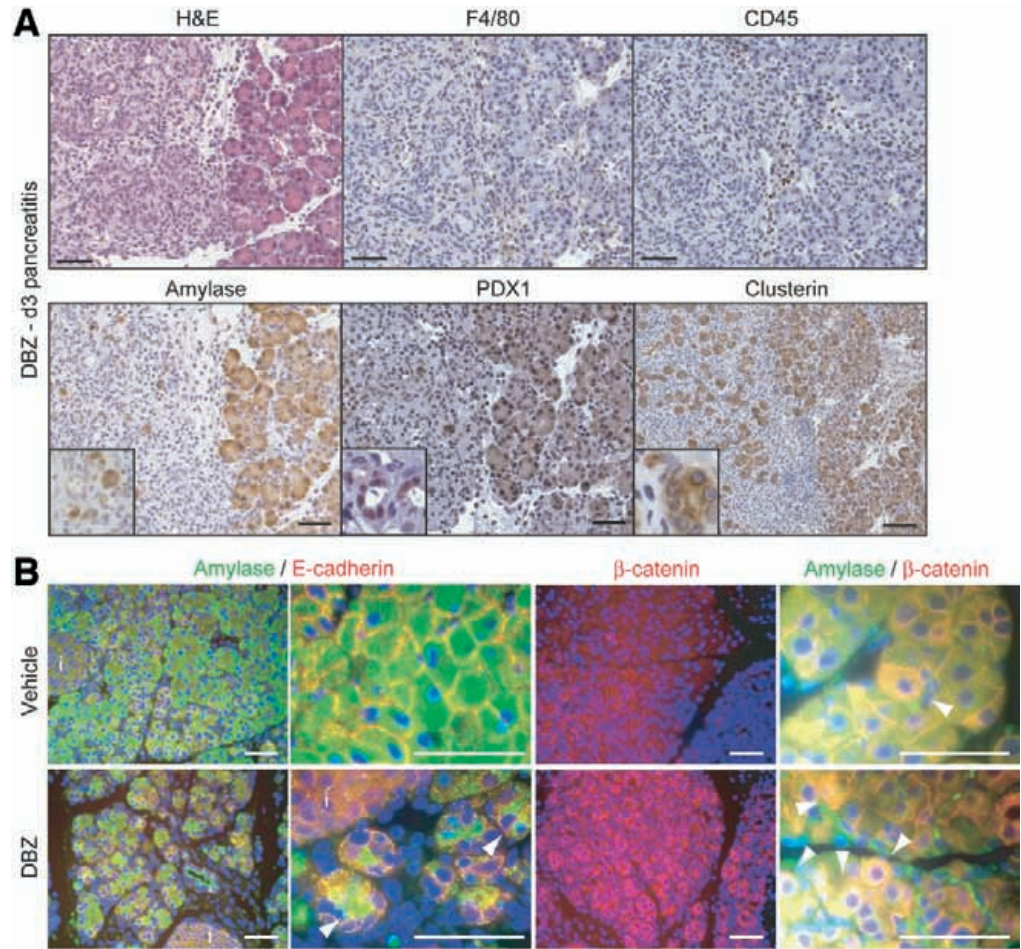 A
H&E F4/80 CD45
DBZ - d3 pancreatitis
Amylase PDX1 Clusterin
B
Amylase / E-cadherin β-catenin Amylase / β-catenin
Vehicle
i
DBZ
i
i